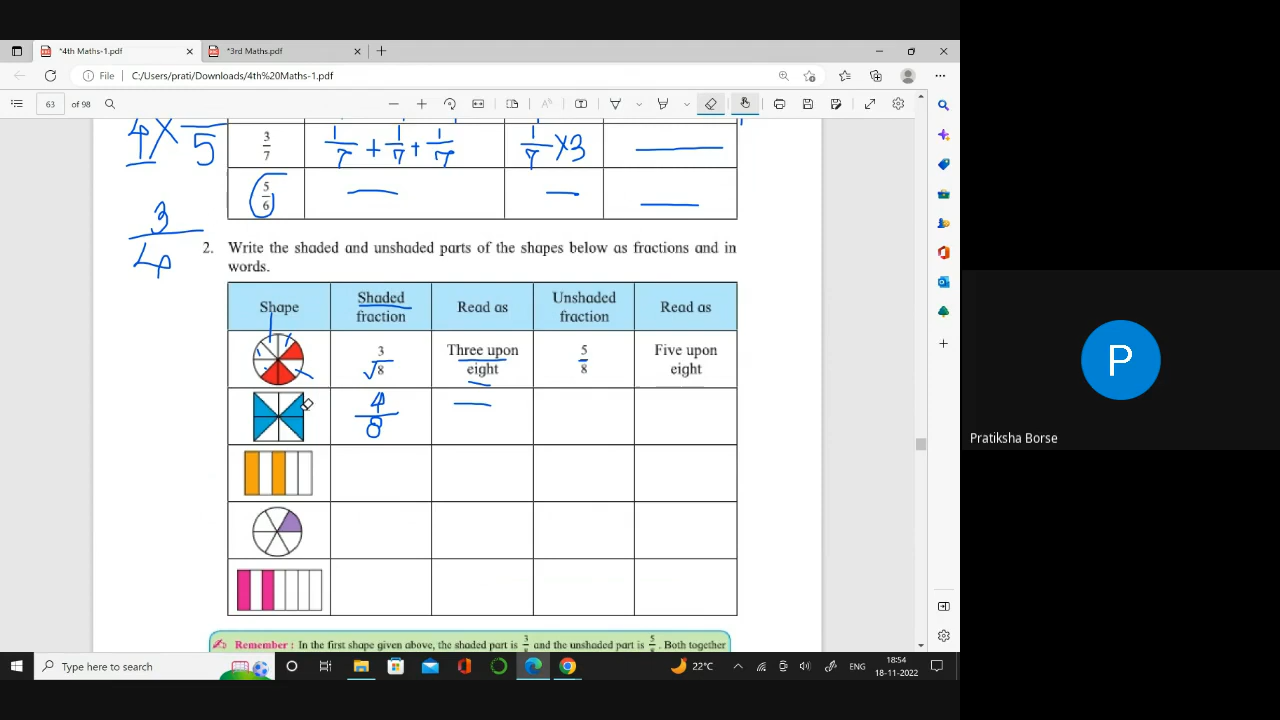 *4th Maths-1.pdf
*3rd Maths.pdf
File
C:/Users/prati/Downloads/4th%20Maths-1.pdf
63 of 98
4 × 5
3/7
1/7 + 1/7 + 1/7
1/7 × 3
5/6
3/4
2. Write the shaded and unshaded parts of the shapes below as fractions and in
words.
Shape
Shaded
fraction
Read as
Unshaded
fraction
Read as
3/8
Three upon
eight
5/8
Five upon
eight
4/8
Remember : In the first shape given above, the shaded part is 3/8 and the unshaded part is 5/8. Both together
P
Pratiksha Borse
Type here to search
22°C
ENG
18:54
18-11-2022